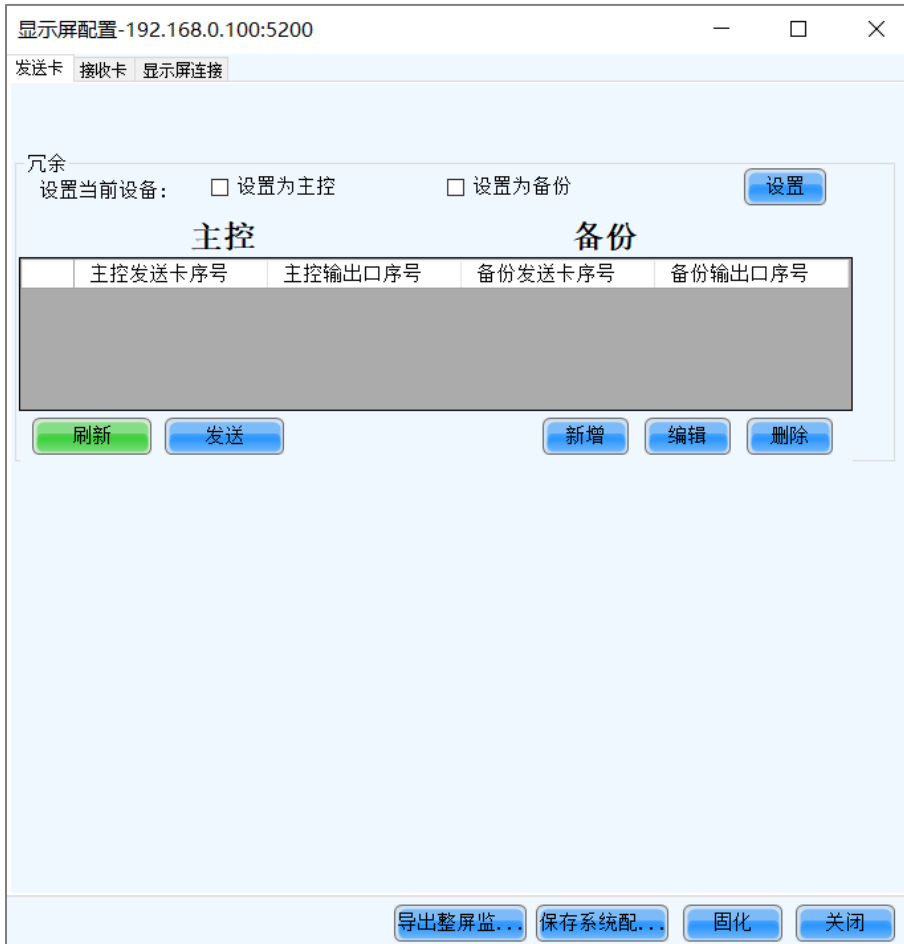 显示屏配置-192.168.0.100:5200
发送卡 接收卡 显示屏连接
冗余
设置当前设备: 设置为主控 设置为备份 设置
主控 备份
主控发送卡序号 主控输出口序号 备份发送卡序号 备份输出口序号
刷新 发送 新增 编辑 删除
导出整屏监... 保存系统配... 固化 关闭